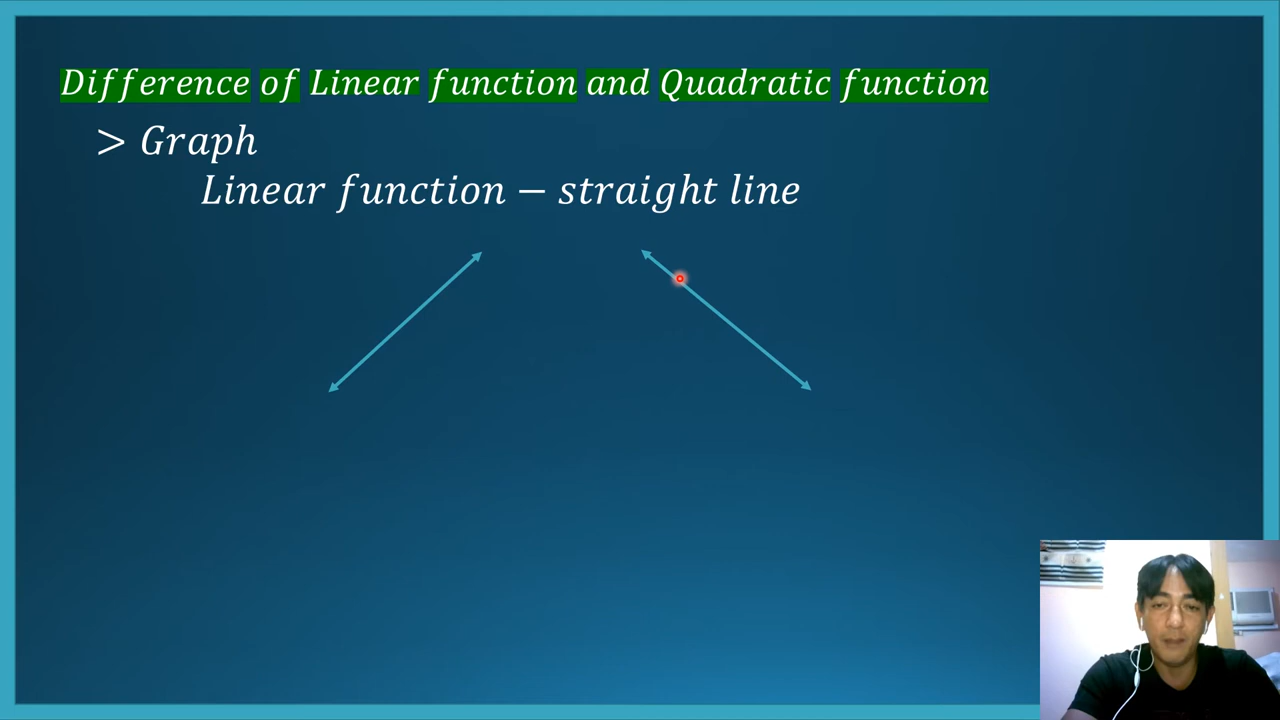 Difference of Linear function and Quadratic function
> Graph
Linear function − straight line